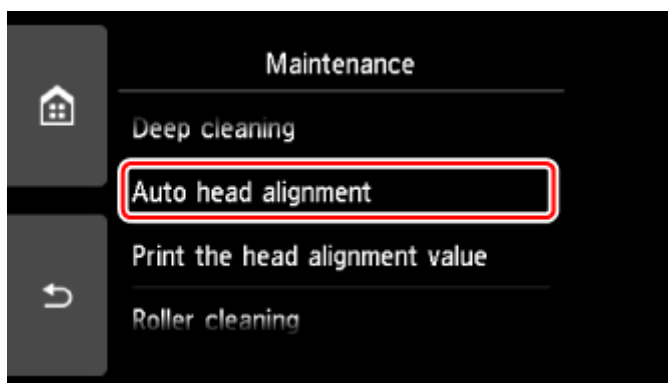 Maintenance
Deep cleaning
Auto head alignment
Print the head alignment value
Roller cleaning